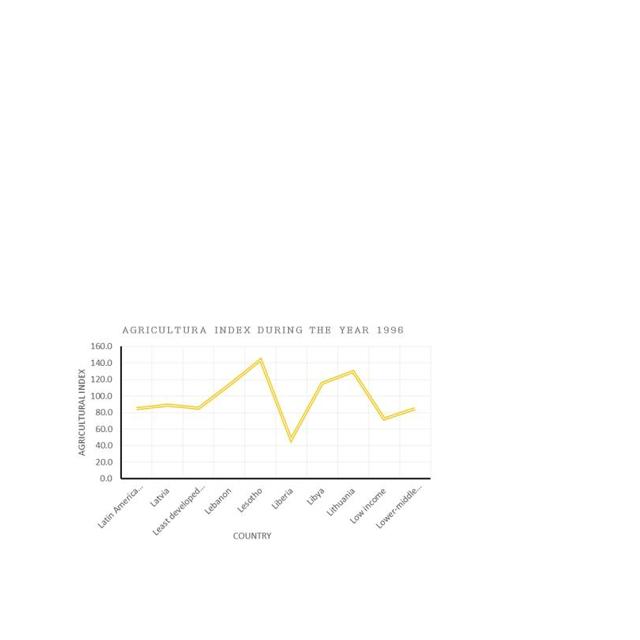 AGRICULTURA INDEX DURING THE YEAR 1996
160.0
140.0
120.0
100.0
80.0
60.0
40.0
20.0
0.0
AGRICULTURAL INDEX
Latin America...
Latvia
Least developed...
Lebanon
Lesotho
Liberia
Libya
Lithuania
Low income
Lower-middle...
COUNTRY